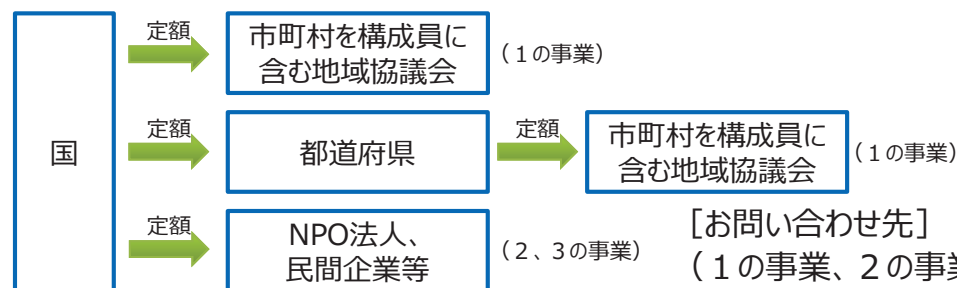 定額
市町村を構成員に
含む地域協議会
（１の事業）
国
定額
都道府県
定額
市町村を構成員に
含む地域協議会
（１の事業）
定額
NPO法人、
民間企業等
（２、３の事業）
［お問い合わせ先］
（１の事業、２の事業